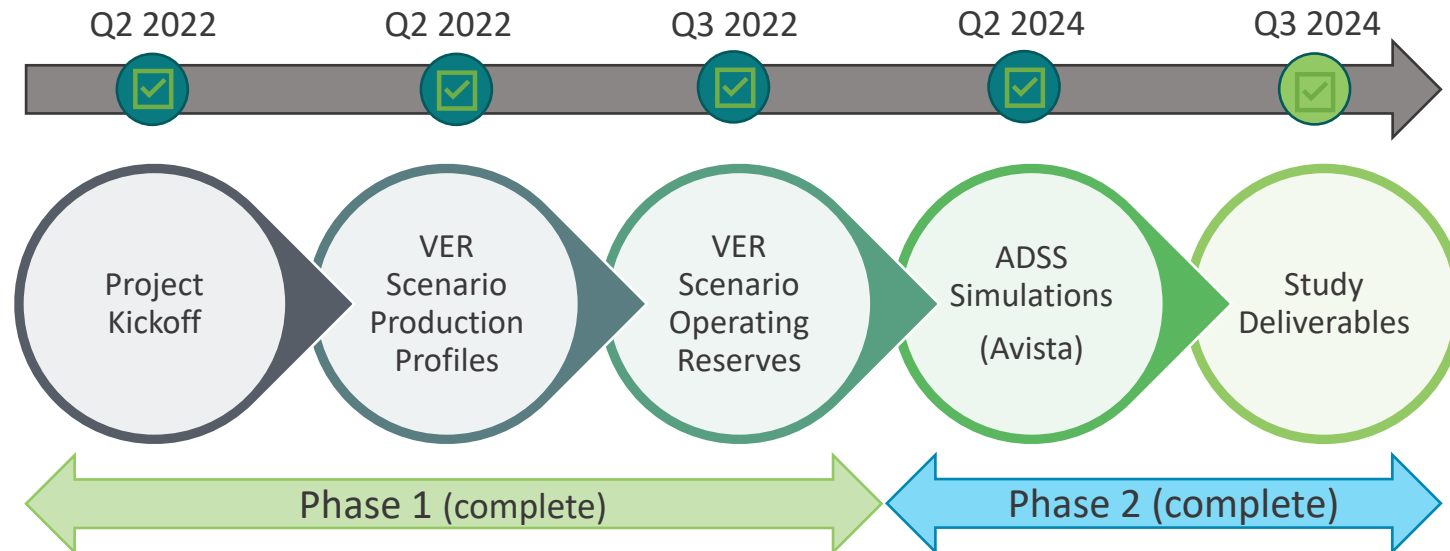 Q2 2022
Q2 2022
Q3 2022
Q2 2024
Q3 2024
Project
Kickoff
VER
Scenario
Production
Profiles
VER
Scenario
Operating
Reserves
ADSS
Simulations
(Avista)
Study
Deliverables
Phase 1 (complete)
Phase 2 (complete)